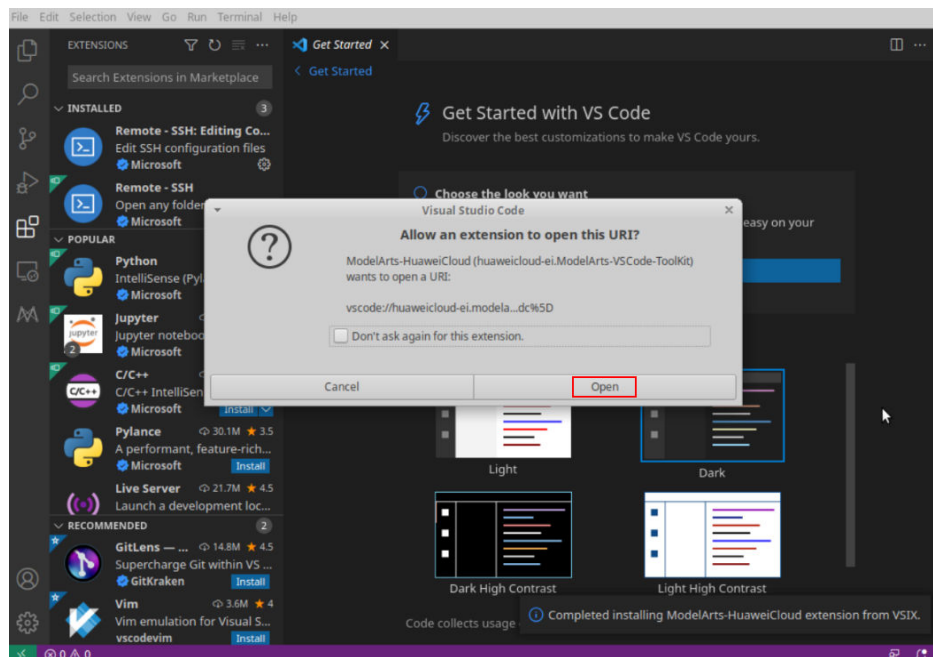 File Edit Selection View Go Run Terminal Help
EXTENSIONS
Search Extensions in Marketplace
INSTALLED 3
Remote - SSH: Editing Co...
Edit SSH configuration files
Microsoft
Remote - SSH
Open any folder
Microsoft
POPULAR
Python
IntelliSense (Pyl
Microsoft
Jupyter
Jupyter noteboo
Microsoft
jupyter
2
C/C++
C/C++ IntelliSen
Microsoft Install
C/C++
Pylance 30.1M ★ 3.5
A performant, feature-rich...
Microsoft Install
Live Server 21.7M ★ 4.5
Launch a development loc...
RECOMMENDED 2
GitLens — ... 14.8M ★ 4.5
Supercharge Git within VS ...
GitKraken Install
Vim 3.6M ★ 4
Vim emulation for Visual S...
vscodevim Install
0 0
Get Started
< Get Started
Get Started with VS Code
Discover the best customizations to make VS Code yours.
Choose the look you want
easy on your
Visual Studio Code
Allow an extension to open this URI?
ModelArts-HuaweiCloud (huaweicloud-ei.ModelArts-VSCode-ToolKit)
wants to open a URI:
vscode://huaweicloud-ei.modela...dc%5D
Don't ask again for this extension.
Cancel Open
Light Dark
Dark High Contrast Light High Contrast
Code collects usage
Completed installing ModelArts-HuaweiCloud extension from VSIX.